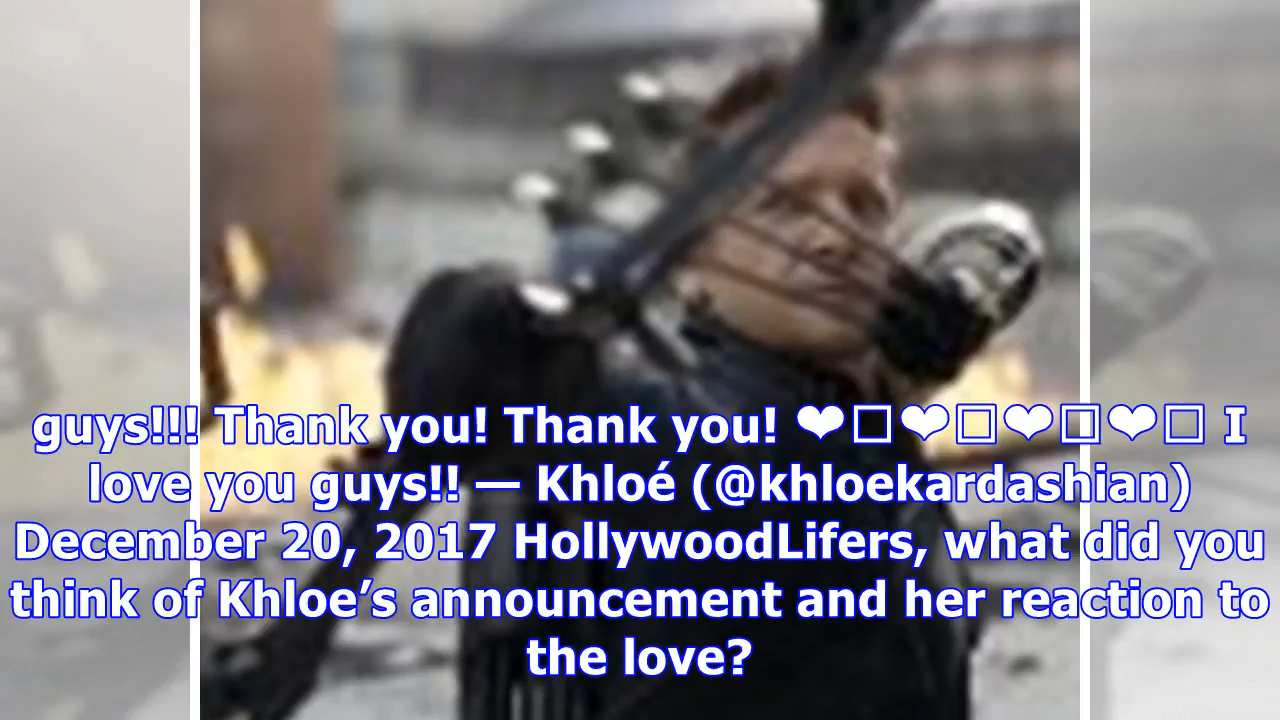 guys!!! Thank you! Thank you! ❤□❤□❤□❤□ I
love you guys!! — Khloé (@khloekardashian)
December 20, 2017 HollywoodLifers, what did you
think of Khloe’s announcement and her reaction to
the love?